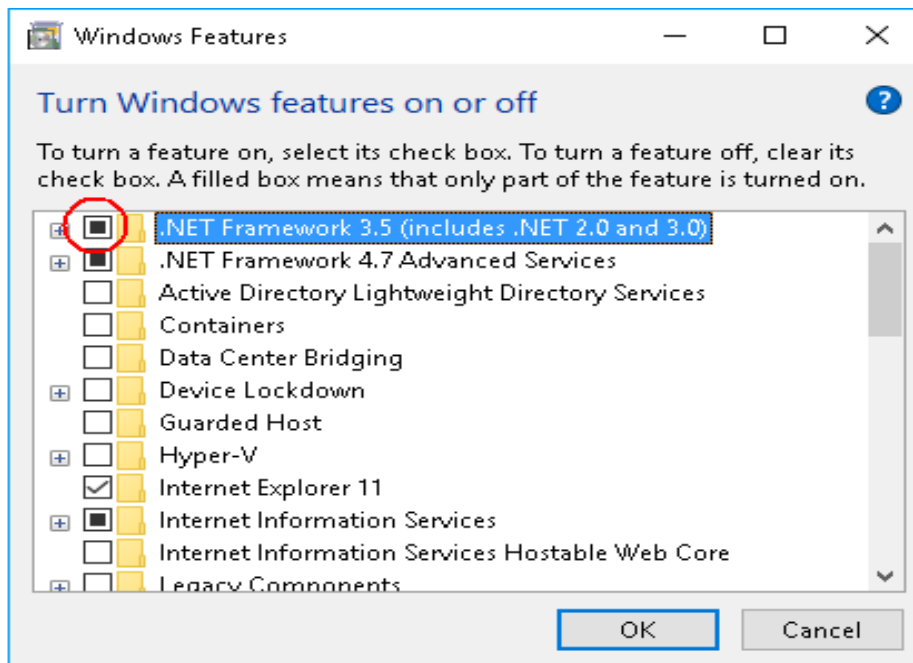 Windows Features
Turn Windows features on or off
?
To turn a feature on, select its check box. To turn a feature off, clear its
check box. A filled box means that only part of the feature is turned on.
.NET Framework 3.5 (includes .NET 2.0 and 3.0)
.NET Framework 4.7 Advanced Services
Active Directory Lightweight Directory Services
Containers
Data Center Bridging
Device Lockdown
Guarded Host
Hyper-V
Internet Explorer 11
Internet Information Services
Internet Information Services Hostable Web Core
Legacy Components
OK
Cancel